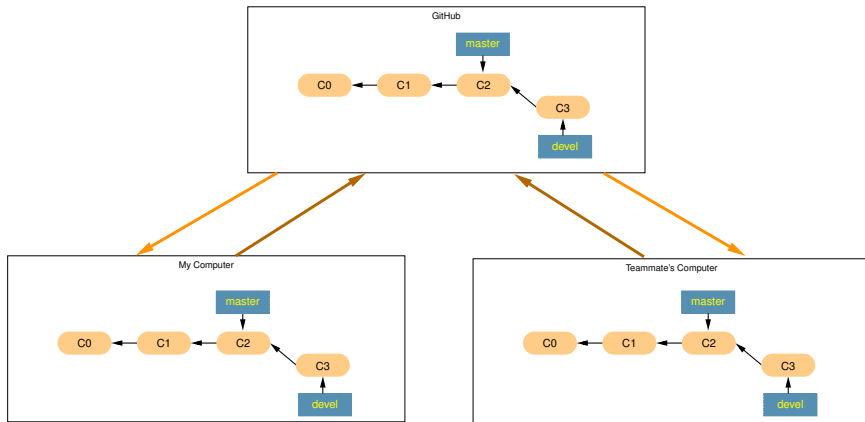 GitHub
master
C0
C1
C2
C3
devel
My Computer
master
C0
C1
C2
C3
devel
Teammate's Computer
master
C0
C1
C2
C3
devel